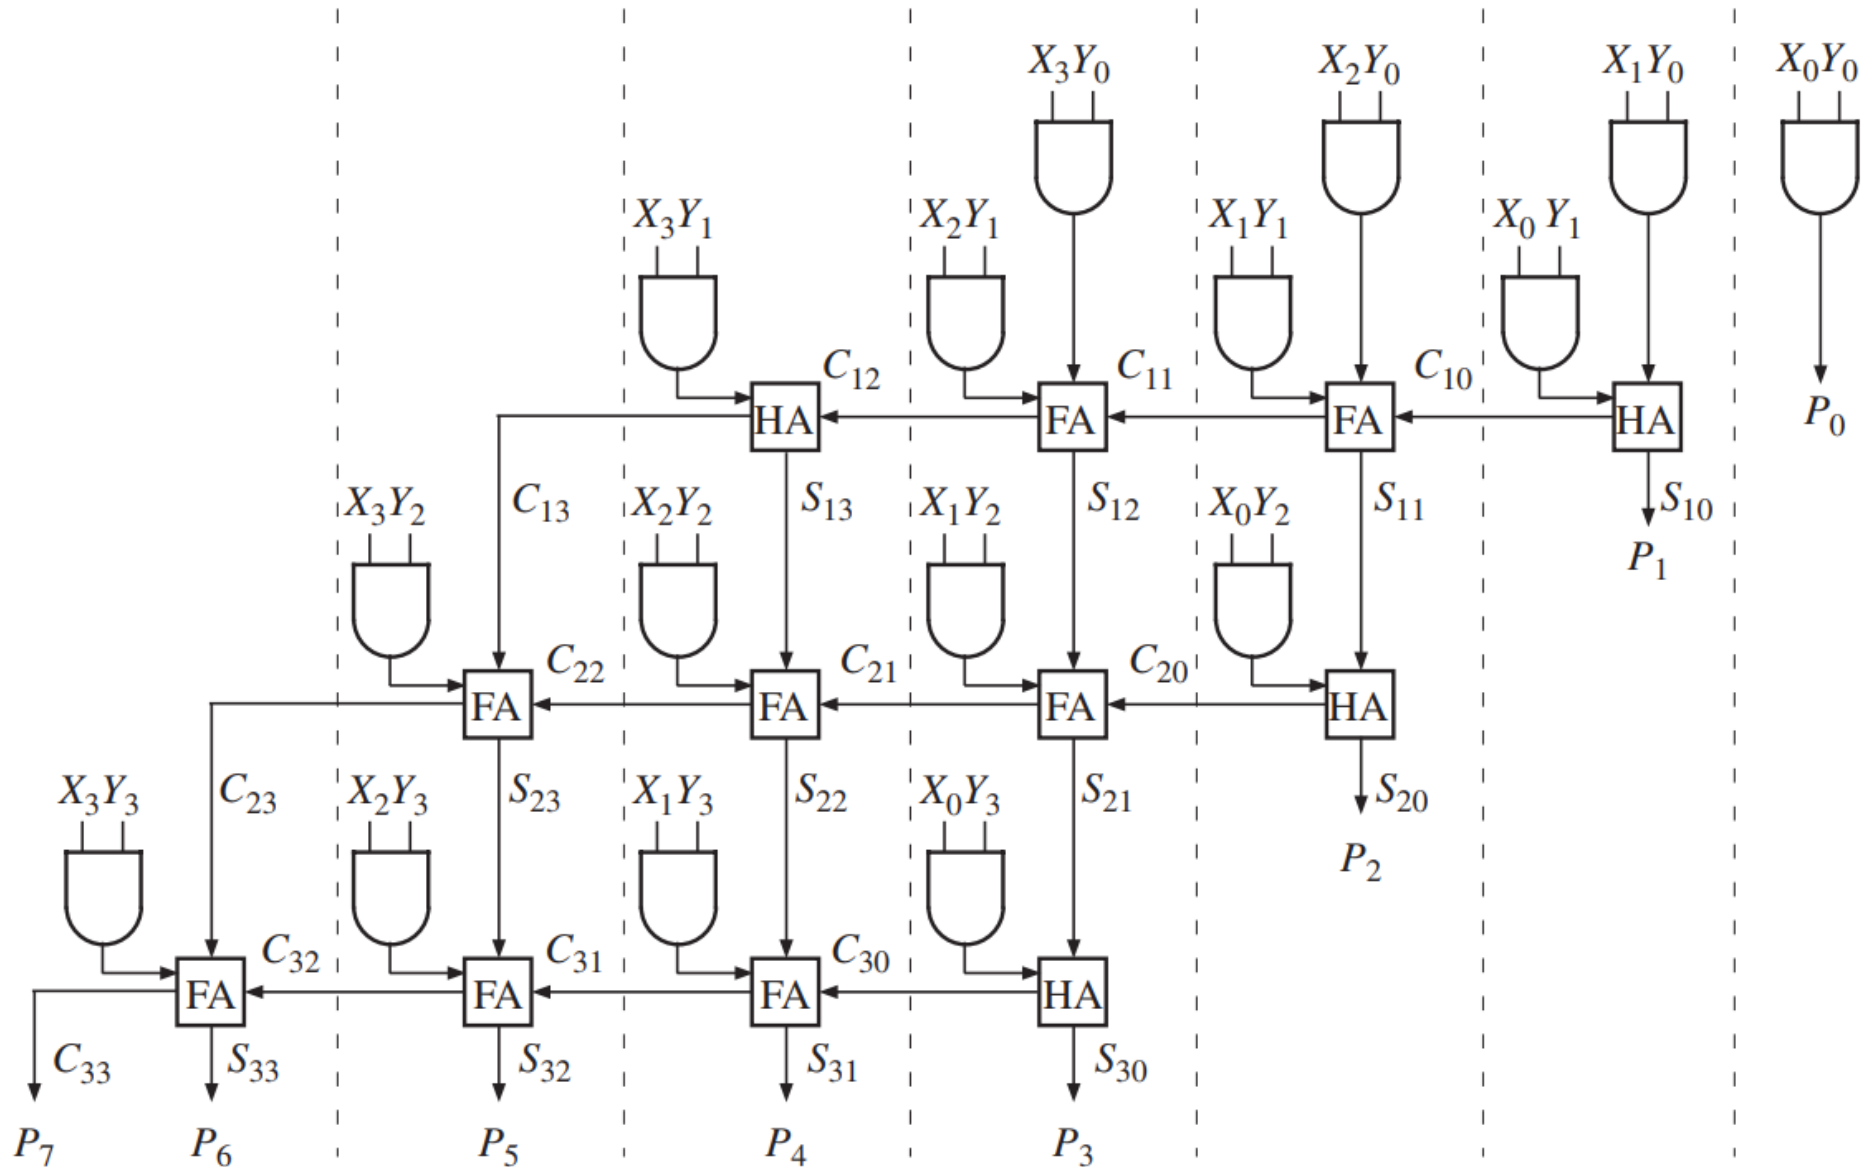 X₃Y₀ X₂Y₀ X₁Y₀ X₀Y₀
X₃Y₁ X₂Y₁ X₁Y₁ X₀ Y₁
C₁₂ C₁₁ C₁₀
HA FA FA HA P₀
C₁₃ S₁₃ S₁₂ S₁₁ S₁₀
X₃Y₂ X₂Y₂ X₁Y₂ X₀Y₂
P₁
C₂₂ C₂₁ C₂₀
FA FA FA HA
C₂₃ S₂₃ S₂₂ S₂₁ S₂₀
X₃Y₃ X₂Y₃ X₁Y₃ X₀Y₃
P₂
C₃₂ C₃₁ C₃₀
FA FA FA HA
C₃₃ S₃₃ S₃₂ S₃₁ S₃₀
P₇ P₆ P₅ P₄ P₃